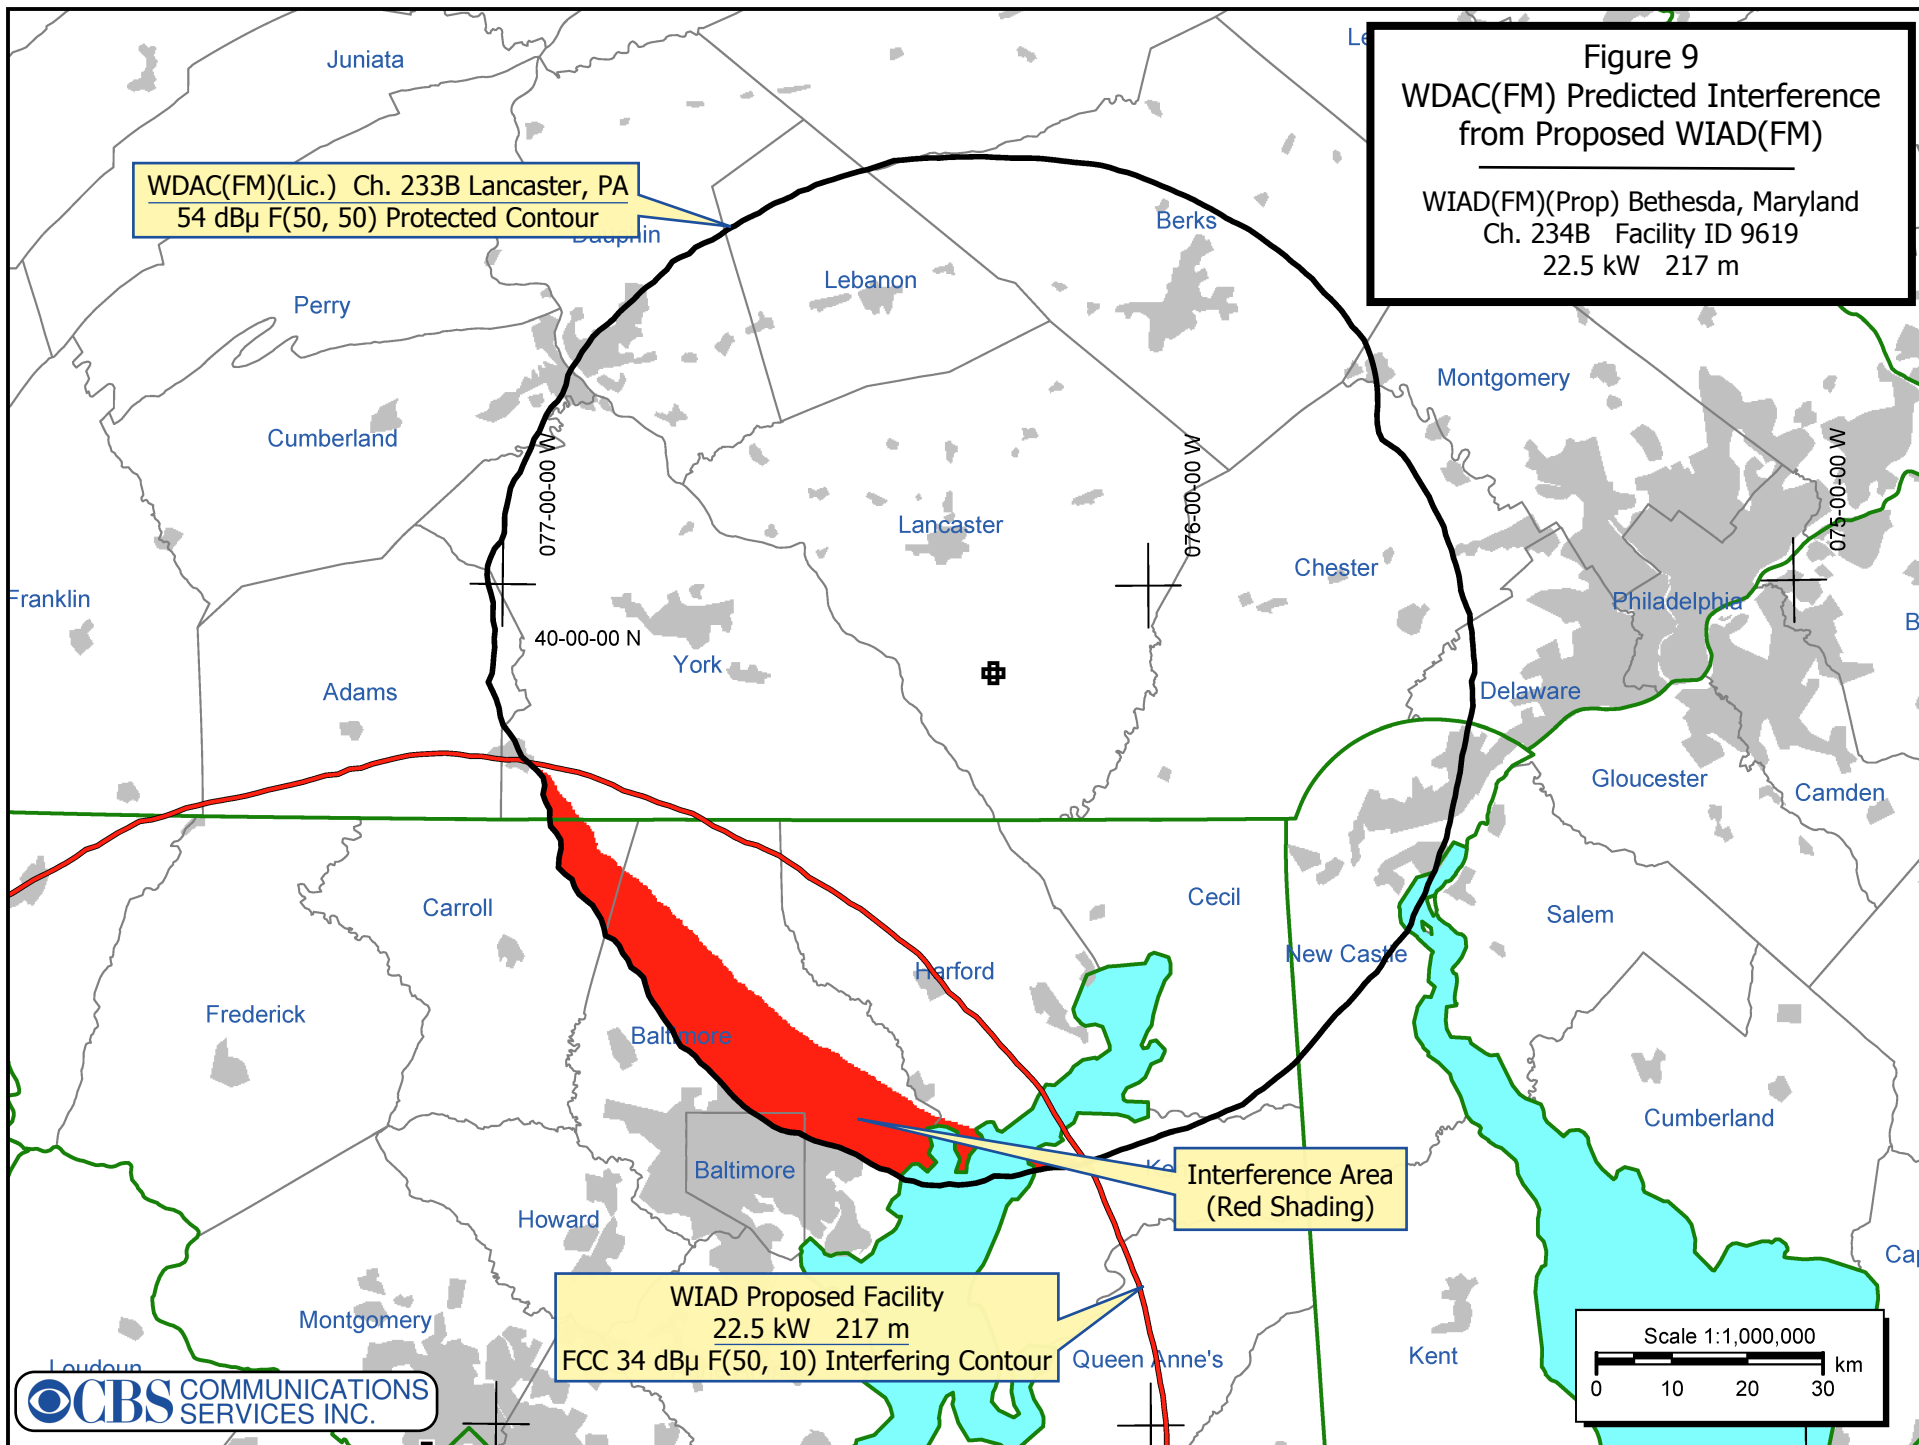 Figure 9
WDAC(FM) Predicted Interference
from Proposed WIAD(FM)
WIAD(FM)(Prop) Bethesda, Maryland
Ch. 234B Facility ID 9619
22.5 kW 217 m
Juniata
WDAC(FM)(Lic.) Ch. 233B Lancaster, PA
54 dBµ F(50, 50) Protected Contour
Berks
Lebanon
Perry
Montgomery
Cumberland
077-00-00 W
076-00-00 W
075-00-00 W
Lancaster
Chester
Franklin
Philadelphia
40-00-00 N
York
Adams
Delaware
Gloucester
Camden
Cecil
Carroll
Salem
New Castle
Harford
Frederick
Baltimore
Cumberland
Baltimore
Interference Area
(Red Shading)
Howard
WIAD Proposed Facility
22.5 kW 217 m
FCC 34 dBµ F(50, 10) Interfering Contour
Montgomery
Queen Anne's
Kent
Loudoun
Scale 1:1,000,000
0 10 20 30 km
CBS COMMUNICATIONS
SERVICES INC.